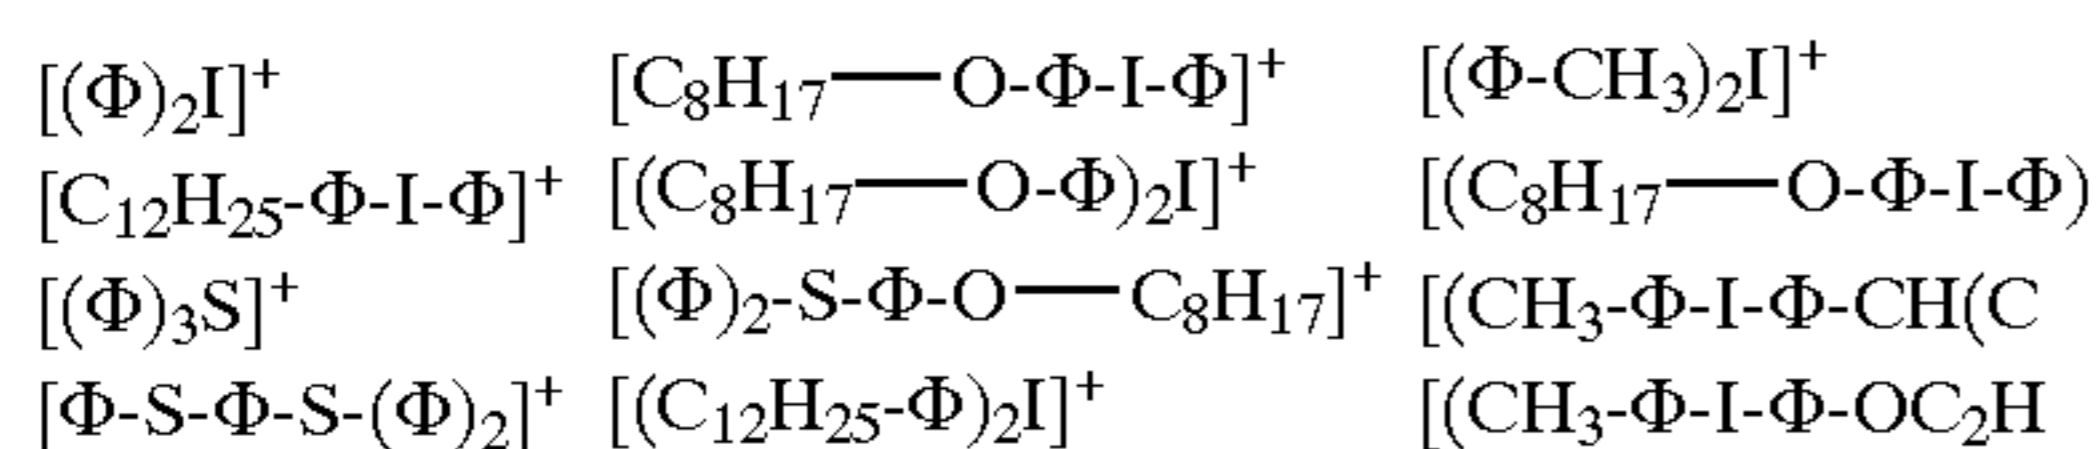 [(Φ)₂I]⁺ [C₈H₁₇—O-Φ-I-Φ]⁺ [(Φ-CH₃)₂I]⁺
[C₁₂H₂₅-Φ-I-Φ]⁺ [(C₈H₁₇—O-Φ)₂I]⁺ [(C₈H₁₇—O-Φ-I-Φ)
[(Φ)₃S]⁺ [(Φ)₂-S-Φ-O—C₈H₁₇]⁺ [(CH₃-Φ-I-Φ-CH(C
[Φ-S-Φ-S-(Φ)₂]⁺ [(C₁₂H₂₅-Φ)₂I]⁺ [(CH₃-Φ-I-Φ-OC₂H